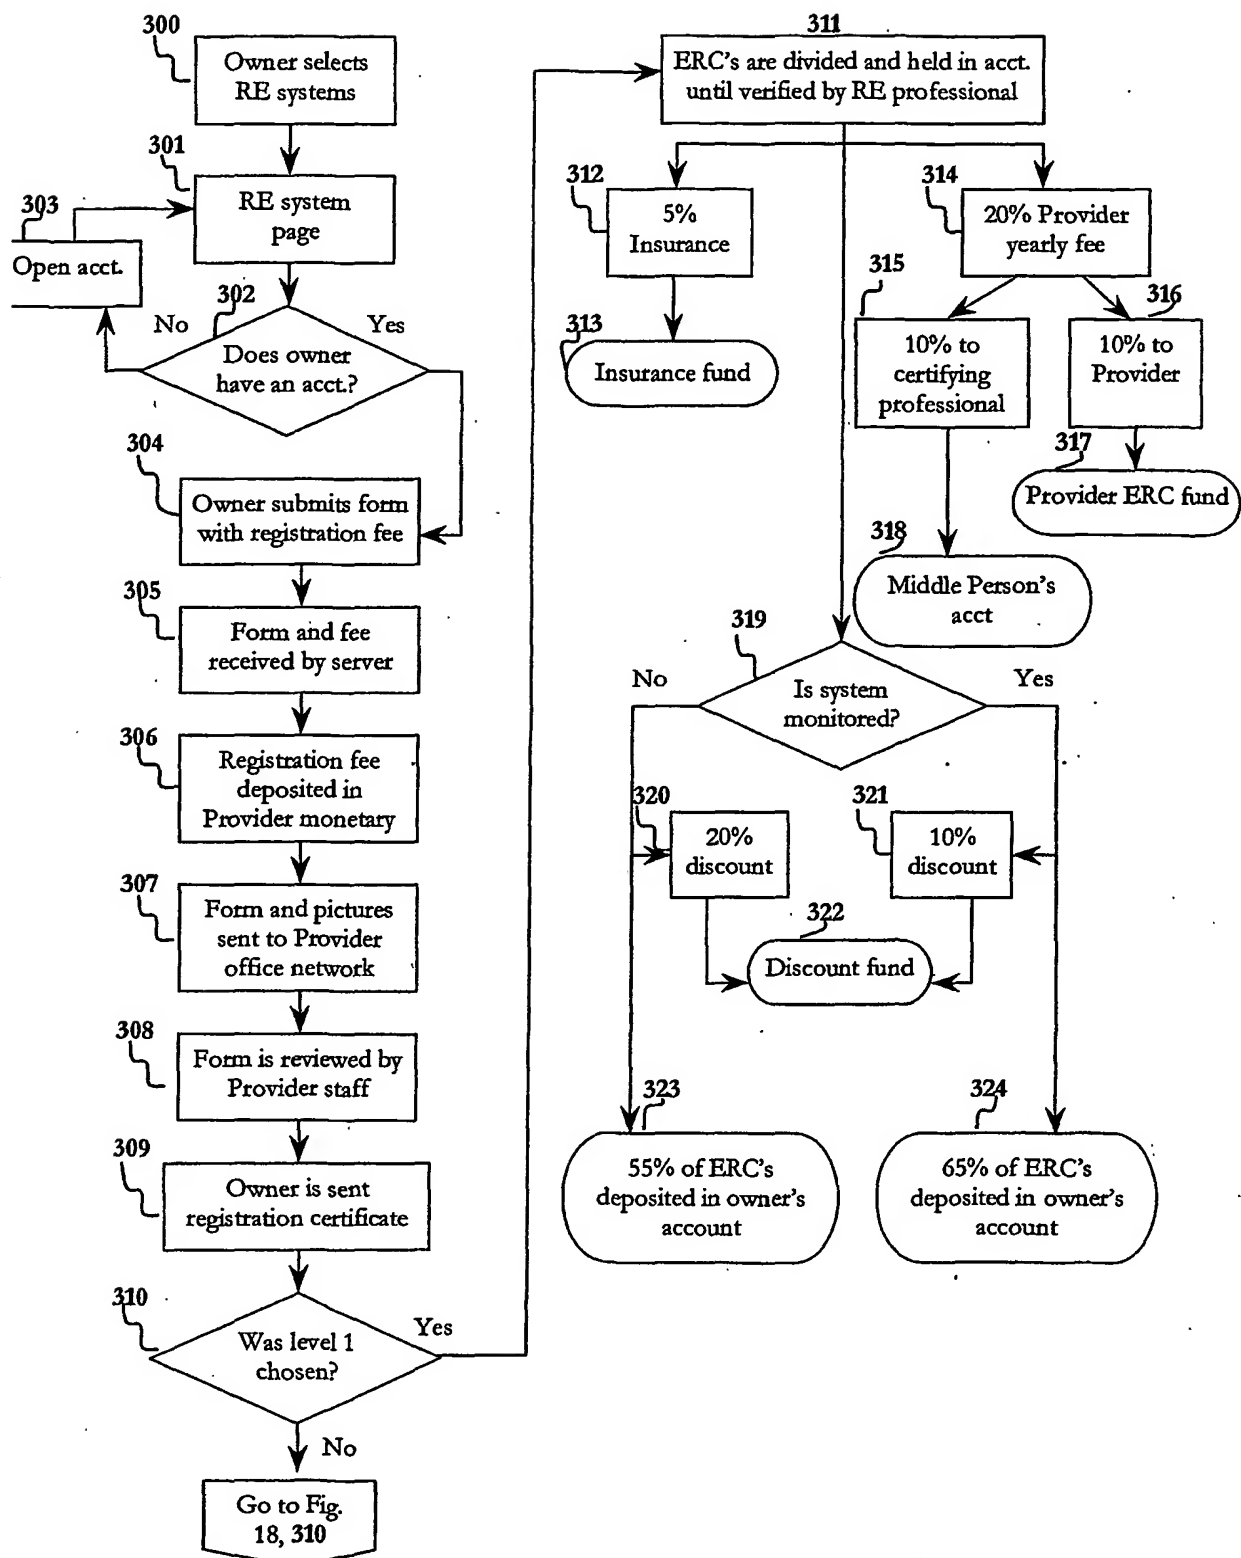 300
Owner selects
RE systems
301
RE system
page
303
Open acct.
302
No
Yes
Does owner
have an acct.?
304
Owner submits form
with registration fee
305
Form and fee
received by server
306
Registration fee
deposited in
Provider monetary
307
Form and pictures
sent to Provider
office network
308
Form is reviewed by
Provider staff
309
Owner is sent
registration certificate
310
Was level 1
chosen?
Yes
No
Go to Fig.
18, 310
311
ERC's are divided and held in acct.
until verified by RE professional
312
5%
Insurance
313
Insurance fund
314
20% Provider
yearly fee
315
10% to
certifying
professional
316
10% to
Provider
317
Provider ERC fund
318
Middle Person's
acct
319
No
Yes
Is system
monitored?
320
20%
discount
321
10%
discount
322
Discount fund
323
55% of ERC's
deposited in owner's
account
324
65% of ERC's
deposited in owner's
account